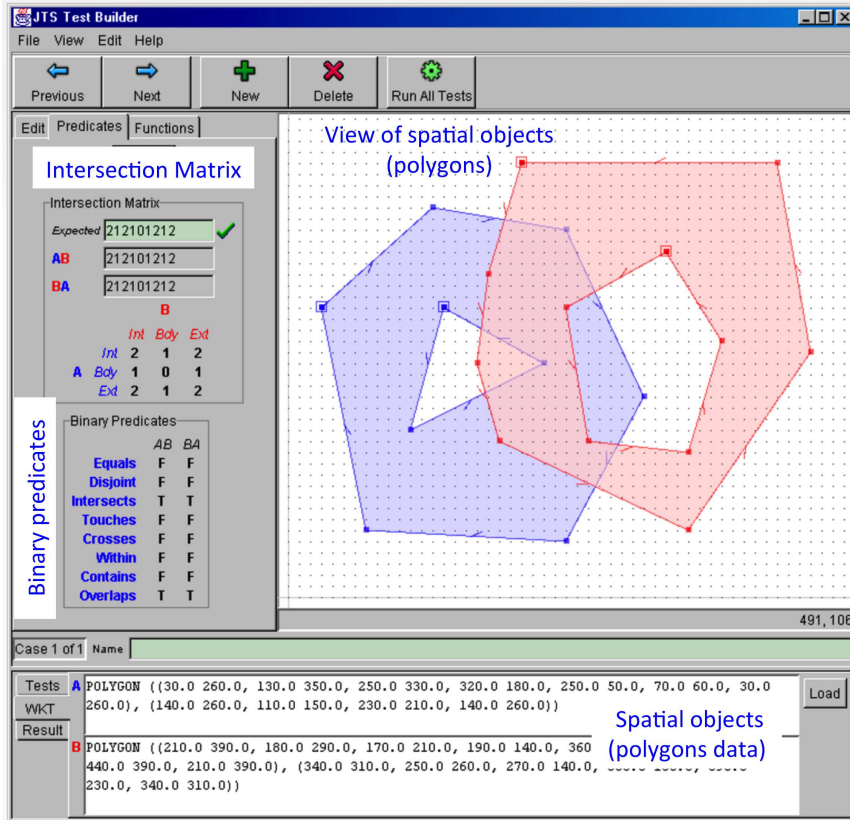 JTS Test Builder
File View Edit Help
Previous Next New Delete Run All Tests
Edit Predicates Functions
Intersection Matrix
View of spatial objects
(polygons)
Intersection Matrix
Expected 212101212
AB 212101212
BA 212101212
B
Int Bdy Ext
Int 2 1 2
A Bdy 1 0 1
Ext 2 1 2
Binary predicates
Binary Predicates
AB BA
Equals F F
Disjoint F F
Intersects T T
Touches F F
Crosses F F
Within F F
Contains F F
Overlaps T T
491, 106
Case 1 of 1 Name
Tests
WKT
Result
A POLYGON ((30.0 260.0, 130.0 350.0, 250.0 330.0, 320.0 180.0, 250.0 50.0, 70.0 60.0, 30.0
260.0), (140.0 260.0, 110.0 150.0, 230.0 210.0, 140.0 260.0))
Load
Spatial objects
(polygons data)
B POLYGON ((210.0 390.0, 180.0 290.0, 170.0 210.0, 190.0 140.0, 360
440.0 390.0, 210.0 390.0), (340.0 310.0, 250.0 260.0, 270.0 140.0,
230.0, 340.0 310.0))